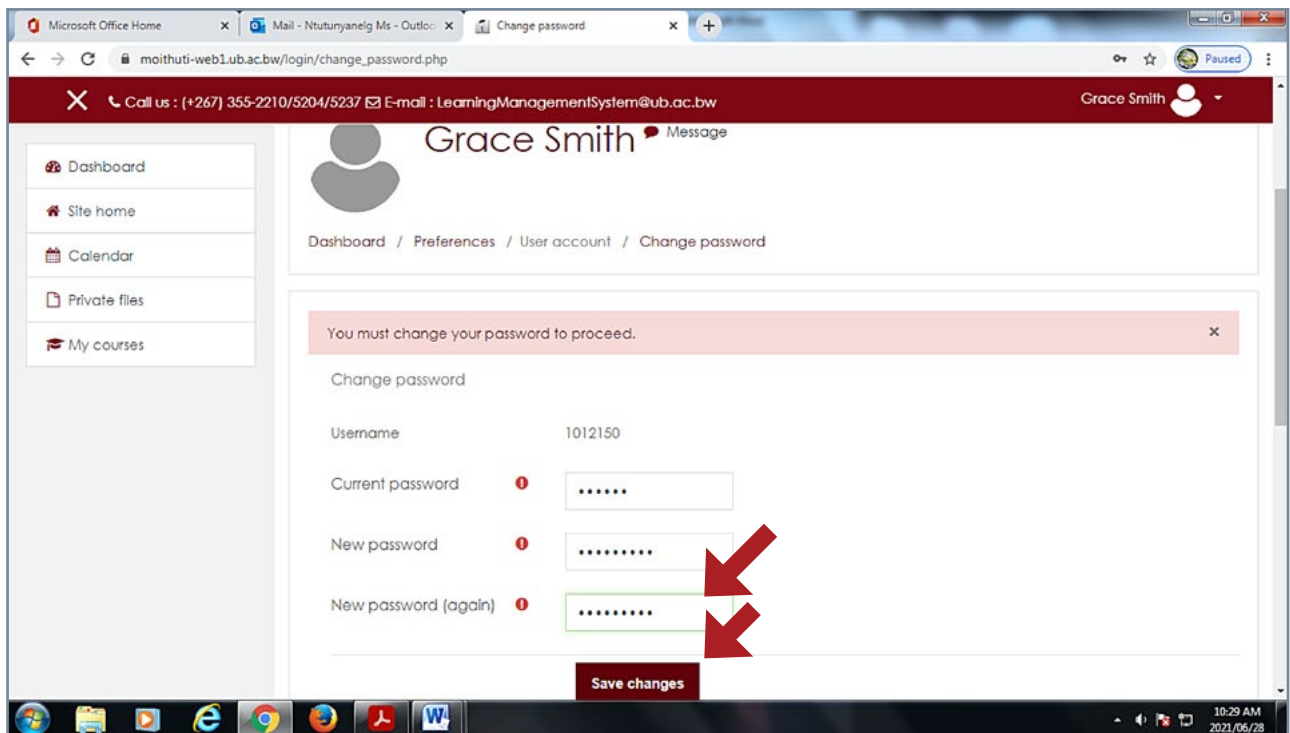 Microsoft Office Home
Mail - Ntutunyanelg Ms - Outloo
Change password
moithuti-web1.ub.ac.bw/login/change_password.php
Paused
Call us : (+267) 355-2210/5204/5237 E-mail : LearningManagementSystem@ub.ac.bw
Grace Smith
Grace Smith Message
Dashboard
Site home
Calendar
Private files
My courses
Dashboard / Preferences / User account / Change password
You must change your password to proceed.
Change password
Username 1012150
Current password
New password
New password (again)
Save changes
10:29 AM
2021/06/28